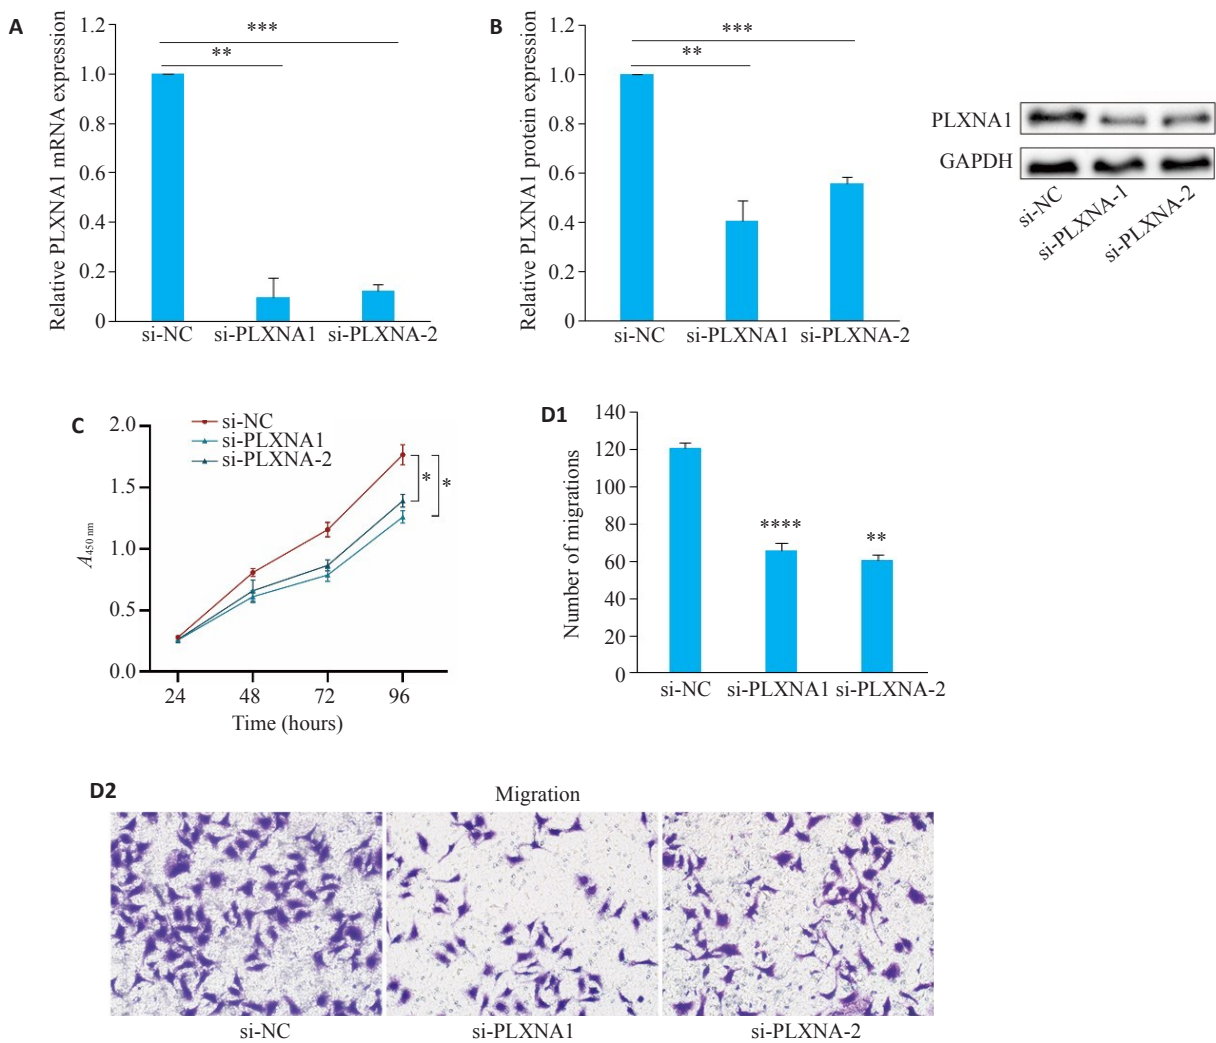 A
Relative PLXNA1 mRNA expression
1.2
1.0
0.8
0.6
0.4
0.2
0
***
**
si-NC
si-PLXNA1
si-PLXNA-2
B
Relative PLXNA1 protein expression
1.2
1.0
0.8
0.6
0.4
0.2
0
***
**
si-NC
si-PLXNA1
si-PLXNA-2
PLXNA1
GAPDH
si-NC
si-PLXNA-1
si-PLXNA-2
C
si-NC
si-PLXNA1
si-PLXNA-2
A450 nm
2.0
1.5
1.0
0.5
0.0
*
*
24
48
72
96
Time (hours)
D1
Number of migrations
140
120
100
80
60
40
20
0
****
**
si-NC
si-PLXNA1
si-PLXNA-2
D2
Migration
si-NC
si-PLXNA1
si-PLXNA-2